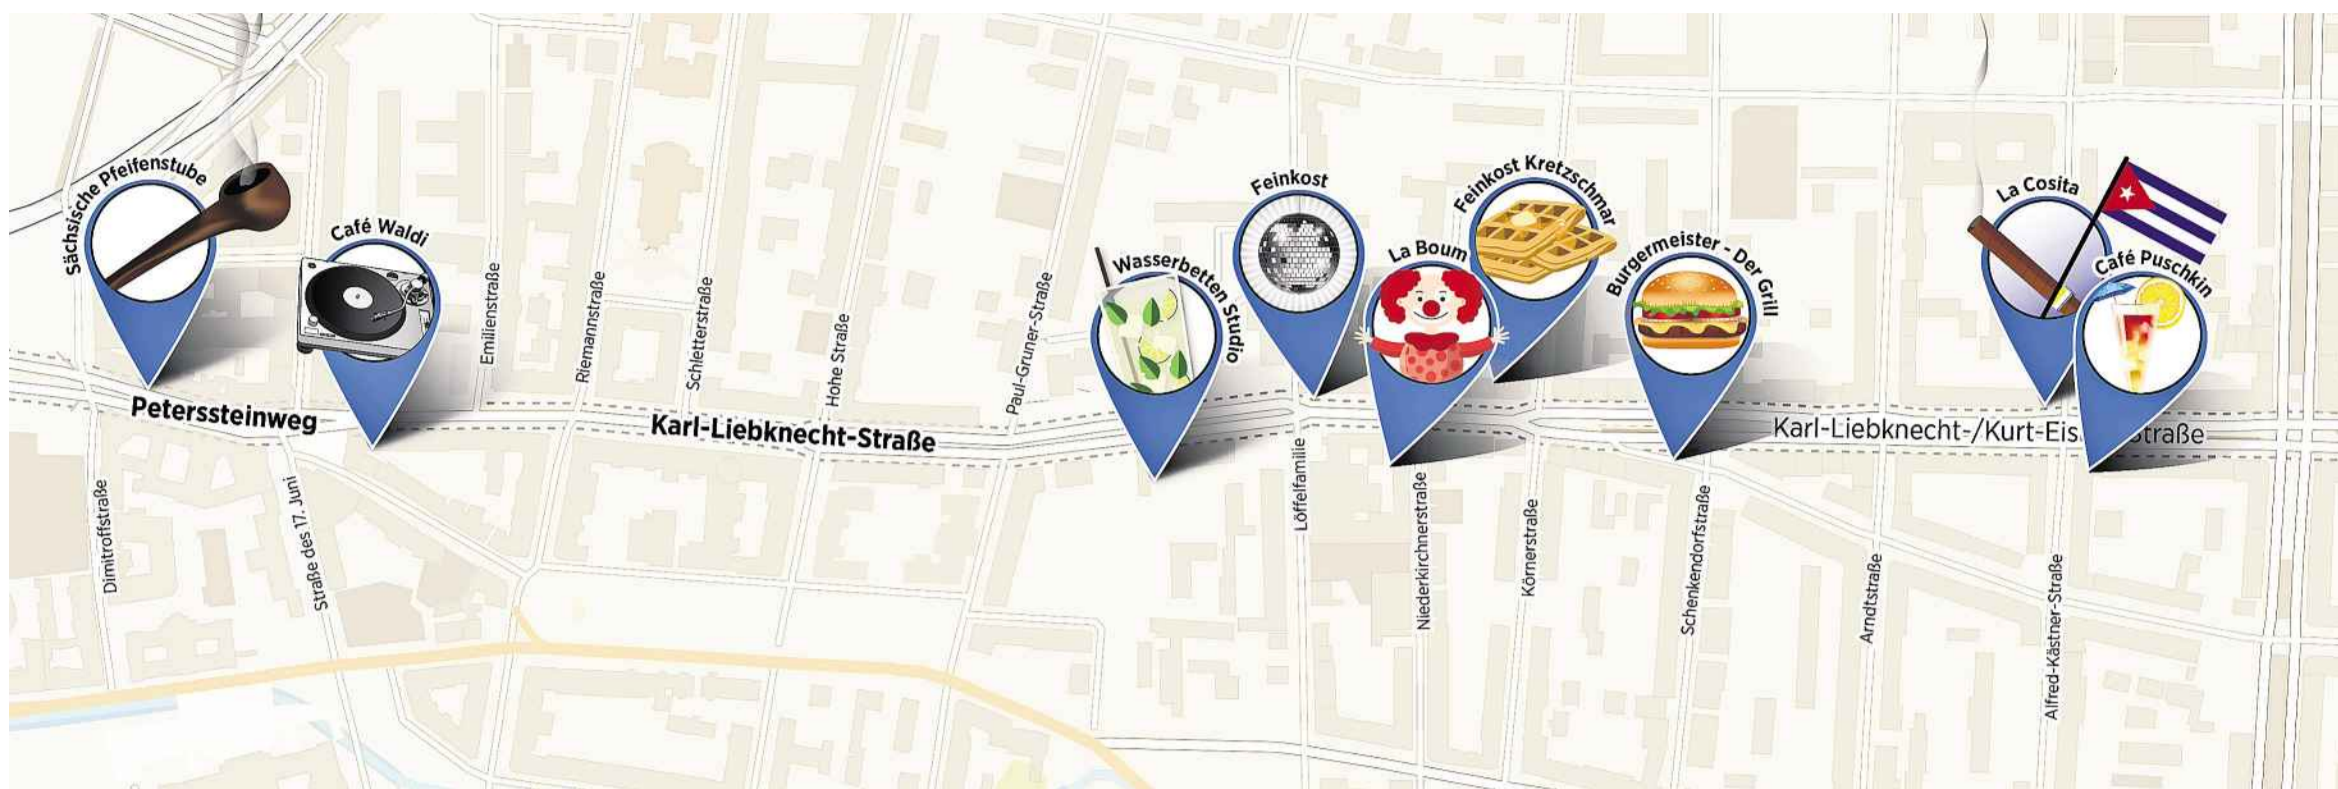 Sächsische Pfeifenstube
Café Waldi
Wasserbetten Studio
Feinkost
La Boum
Feinkost Kretzschmar
Burgermeister - Der Grill
La Cosita
Café Puschkin
Emilienstraße
Riemannstraße
Schletterstraße
Hohe Straße
Paul-Gruner-Straße
Peterssteinweg
Karl-Liebknecht-Straße
Karl-Liebknecht-/Kurt-Eis straße
Dimitroffstraße
Straße des 17. Juni
Löffelfamilie
Niederkirchnerstraße
Körnerstraße
Schenkendorfstraße
Arndtstraße
Alfred-Kästner-Straße